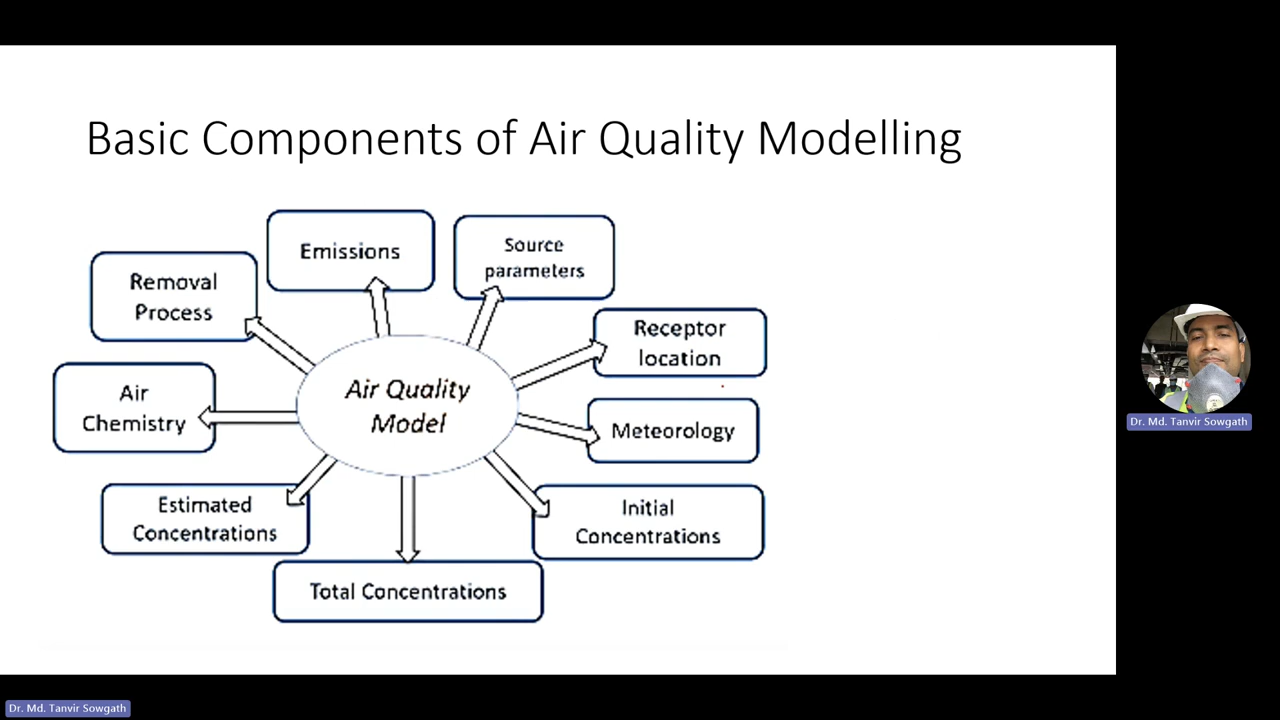 Basic Components of Air Quality Modelling
Emissions
Source
parameters
Removal
Process
Receptor
location
Air Quality
Model
Air
Chemistry
Meteorology
Estimated
Concentrations
Initial
Concentrations
Total Concentrations
Dr. Md. Tanvir Sowgath
Dr. Md. Tanvir Sowgath